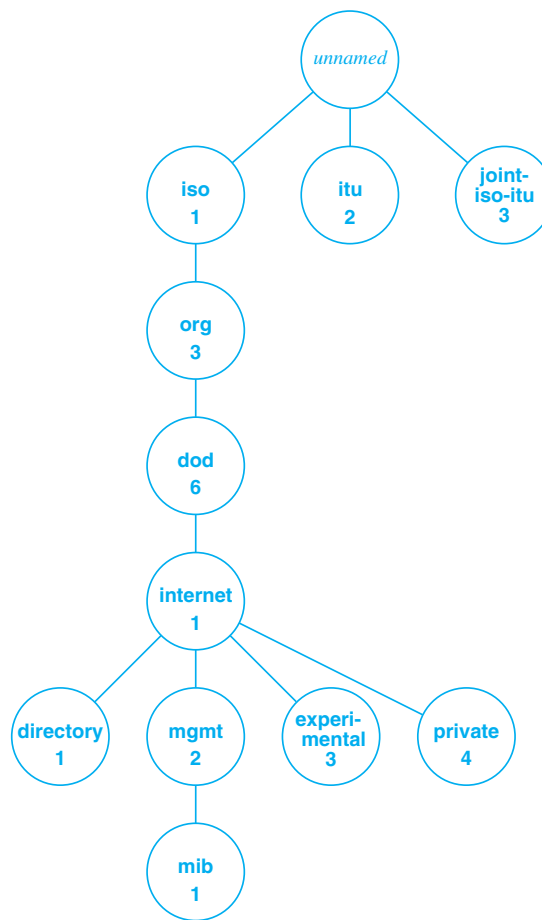 unnamed
iso
1
itu
2
joint-
iso-itu
3
org
3
dod
6
internet
1
directory
1
mgmt
2
experi-
mental
3
private
4
mib
1